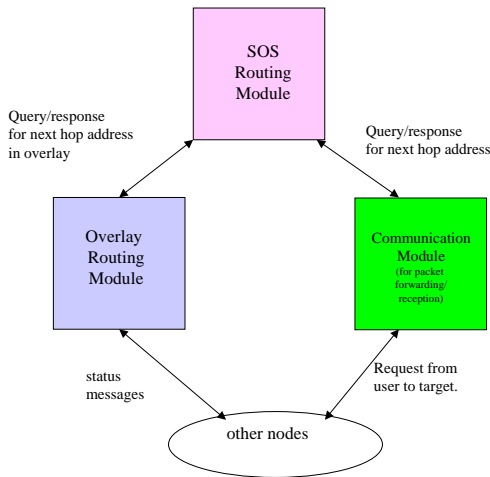 SOS
Routing
Module
Query/response
for next hop address
in overlay
Query/response
for next hop address
Overlay
Routing
Module
Communication
Module
(for packet
forwarding/
reception)
status
messages
Request from
user to target.
other nodes